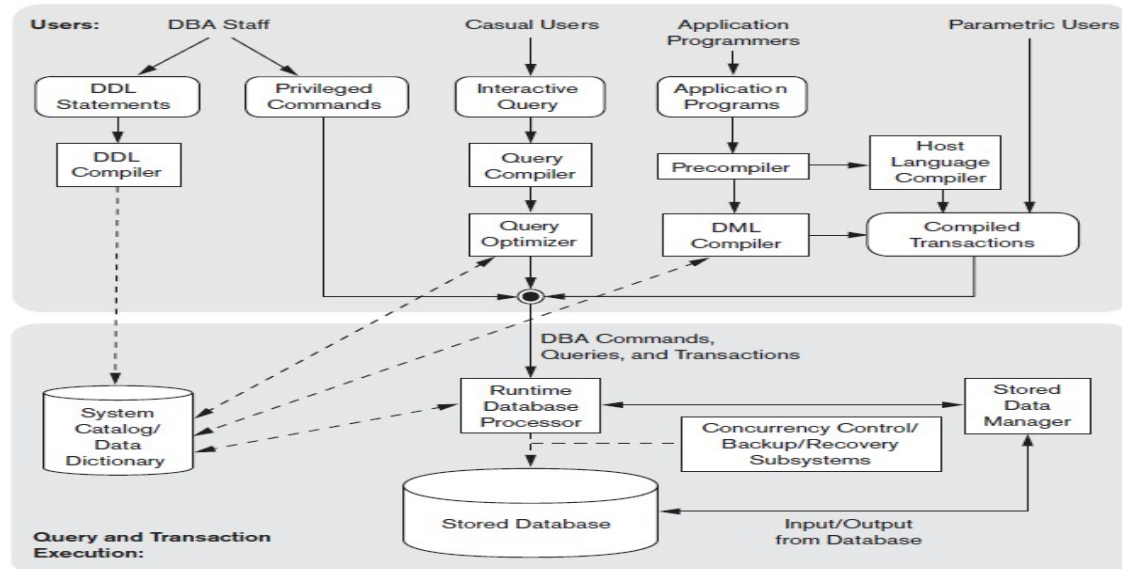 Users:
DBA Staff
Casual Users
Application
Programmers
Parametric Users
DDL
Statements
Privileged
Commands
Interactive
Query
Application
Programs
DDL
Compiler
Query
Compiler
Precompiler
Host
Language
Compiler
Query
Optimizer
DML
Compiler
Compiled
Transactions
DBA Commands,
Queries, and Transactions
System
Catalog/
Data
Dictionary
Runtime
Database
Processor
Stored
Data
Manager
Concurrency Control/
Backup/Recovery
Subsystems
Stored Database
Input/Output
from Database
Query and Transaction
Execution: